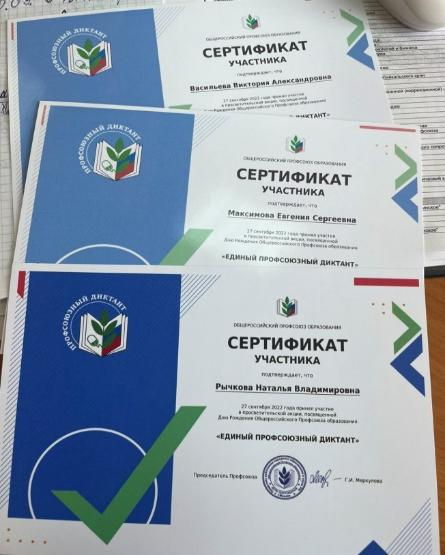 ОБЩЕРОССИЙСКИЙ ПРОФСОЮЗ ОБРАЗОВАНИЯ
СЕРТИФИКАТ
УЧАСТНИКА
подтверждает, что
Васильева Виктория Александровна
27 сентября 2022 года принял участие
в просветительской акции, посвященной
Дню Рождения Общероссийского Профсоюза образования
ДИКТАНТ»
ПРОФСОЮЗНЫЙ ДИКТАНТ
ОБЩЕРОССИЙСКИЙ ПРОФСОЮЗ ОБРАЗОВАНИЯ
СЕРТИФИКАТ
УЧАСТНИКА
подтверждает, что
Максимова Евгения Сергеевна
27 сентября 2022 года принял участие
в просветительской акции, посвященной
Дню Рождения Общероссийского Профсоюза образования
«ЕДИНЫЙ ПРОФСОЮЗНЫЙ ДИКТАНТ»
ПРОФСОЮЗНЫЙ ДИКТАНТ
ОБЩЕРОССИЙСКИЙ ПРОФСОЮЗ ОБРАЗОВАНИЯ
СЕРТИФИКАТ
УЧАСТНИКА
подтверждает, что
Рычкова Наталья Владимировна
27 сентября 2022 года принял участие
в просветительской акции, посвященной
Дню Рождения Общероссийского Профсоюза образования
«ЕДИНЫЙ ПРОФСОЮЗНЫЙ ДИКТАНТ»
Председатель Профсоюза
Г.И. Меркулова
ПРОФСОЮЗНЫЙ ДИКТАНТ